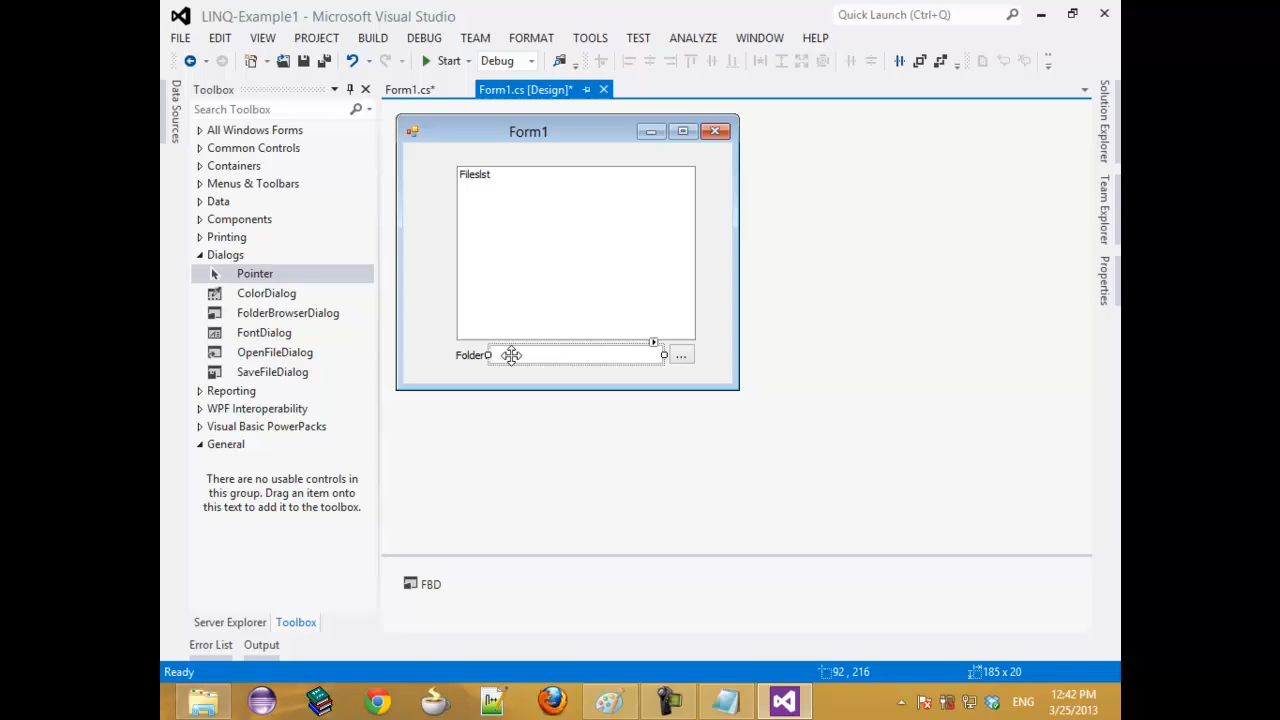 LINQ-Example1 - Microsoft Visual Studio
Quick Launch (Ctrl+Q)
FILE EDIT VIEW PROJECT BUILD DEBUG TEAM FORMAT TOOLS TEST ANALYZE WINDOW HELP
Start Debug
Data Sources
Toolbox
Search Toolbox
All Windows Forms
Common Controls
Containers
Menus & Toolbars
Data
Components
Printing
Dialogs
Pointer
ColorDialog
FolderBrowserDialog
FontDialog
OpenFileDialog
SaveFileDialog
Reporting
WPF Interoperability
Visual Basic PowerPacks
General
There are no usable controls in
this group. Drag an item onto
this text to add it to the toolbox.
Server Explorer Toolbox
Error List Output
Form1.cs* Form1.cs [Design]*
Form1
Fileslst
Folder
...
FBD
Solution Explorer
Team Explorer
Properties
Ready
92 , 216
185 x 20
ENG
12:42 PM
3/25/2013